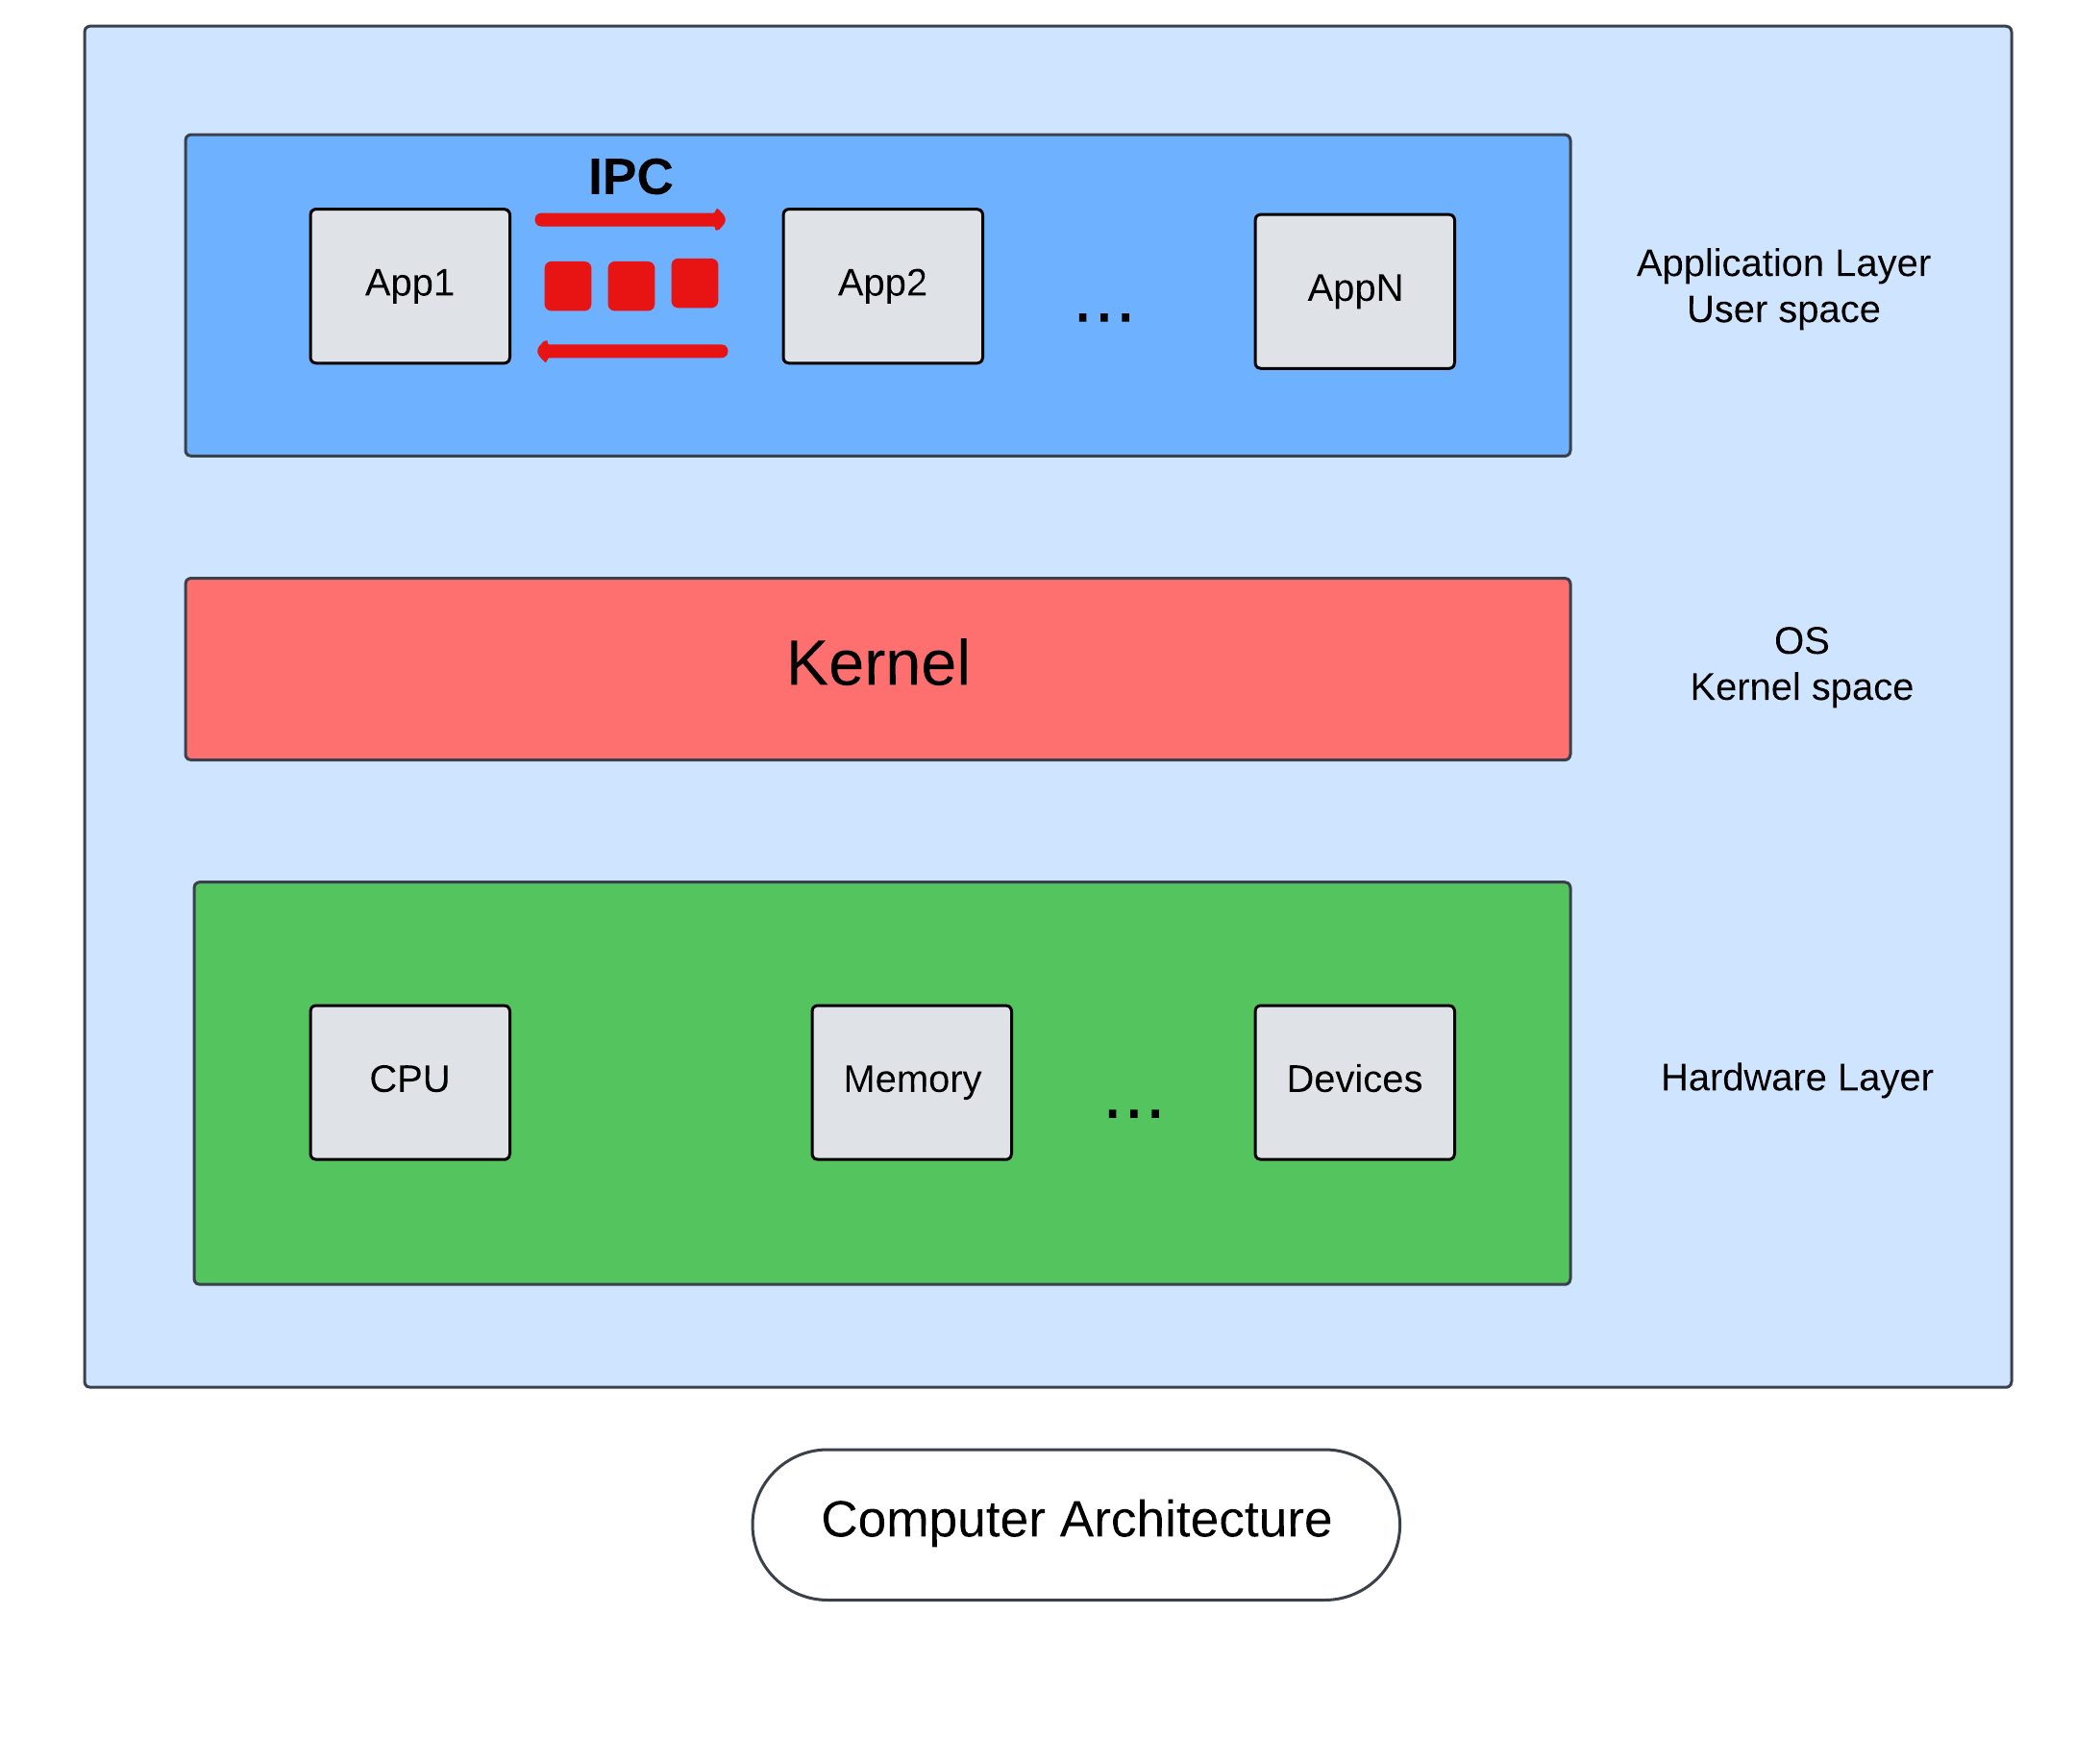 IPC
App1
App2
...
AppN
Application Layer
User space
Kernel
OS
Kernel space
CPU
Memory
...
Devices
Hardware Layer
Computer Architecture